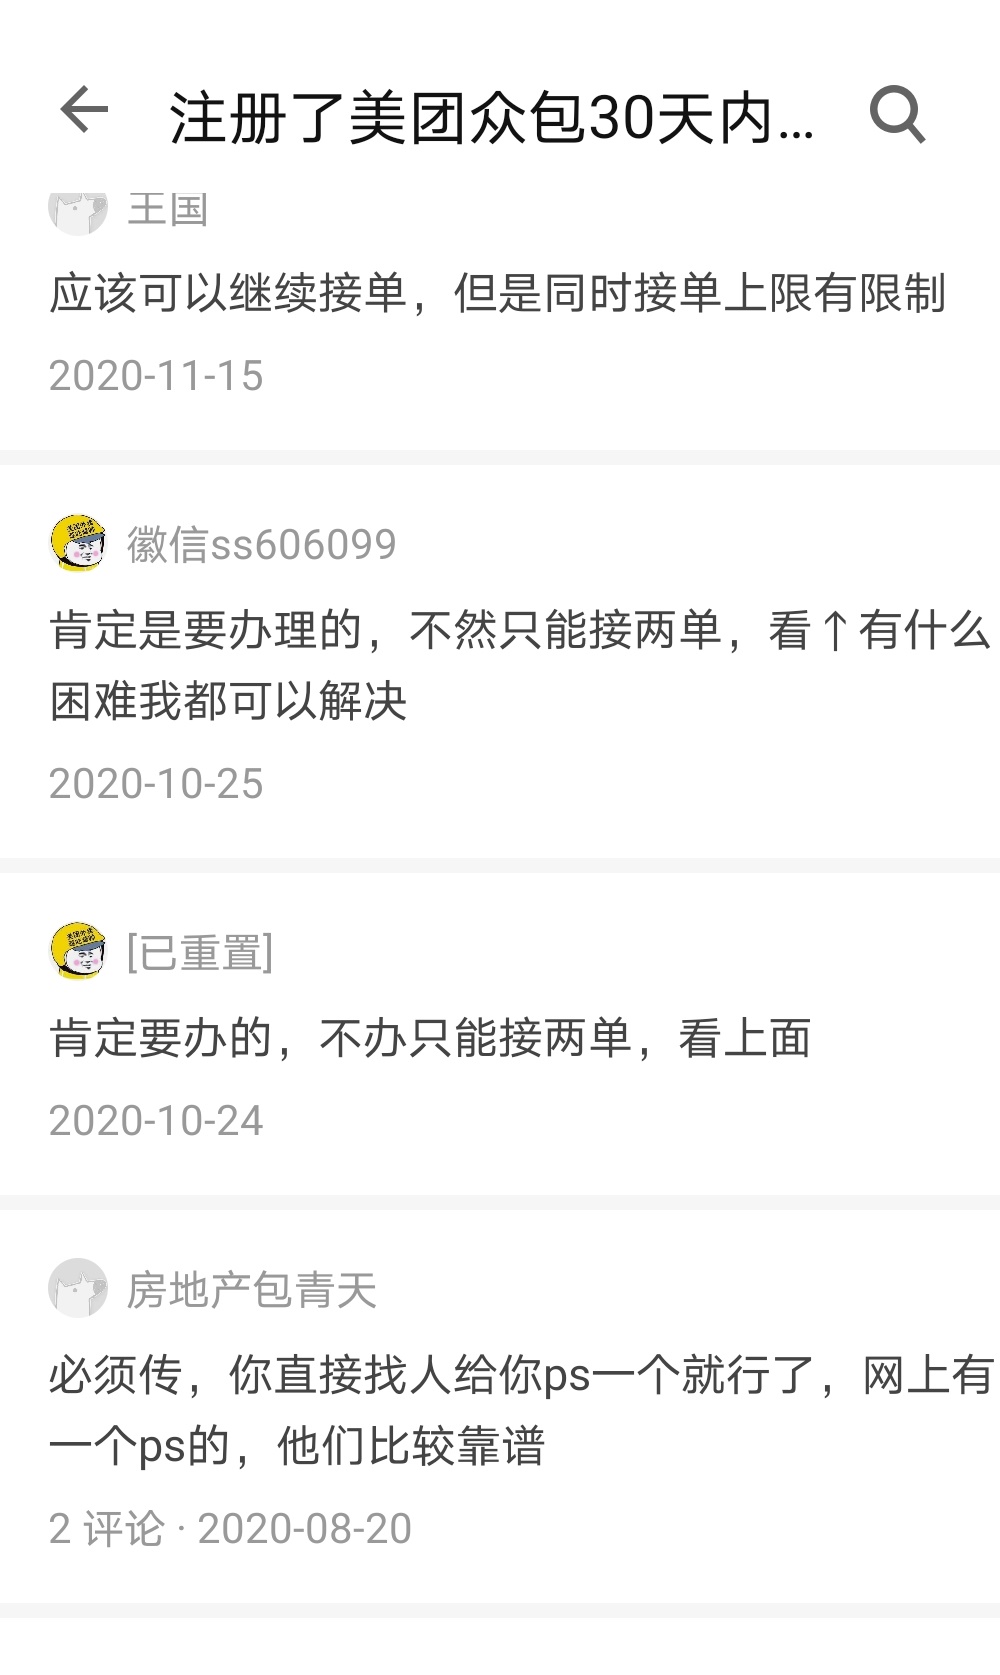 注册了美团众包30天内...
王国
应该可以继续接单，但是同时接单上限有限制
2020-11-15
徽信ss606099
肯定是要办理的，不然只能接两单，看↑有什么
困难我都可以解决
2020-10-25
[已重置]
肯定要办的，不办只能接两单，看上面
2020-10-24
房地产包青天
必须传，你直接找人给你ps一个就行了，网上有
一个ps的，他们比较靠谱
2 评论 · 2020-08-20